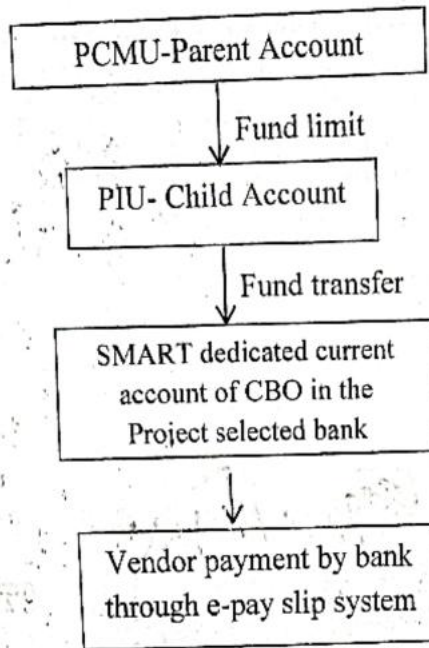 PCMU-Parent Account
Fund limit
PIU- Child Account
Fund transfer
SMART dedicated current
account of CBO in the
Project selected bank
Vendor payment by bank
through e-pay slip system